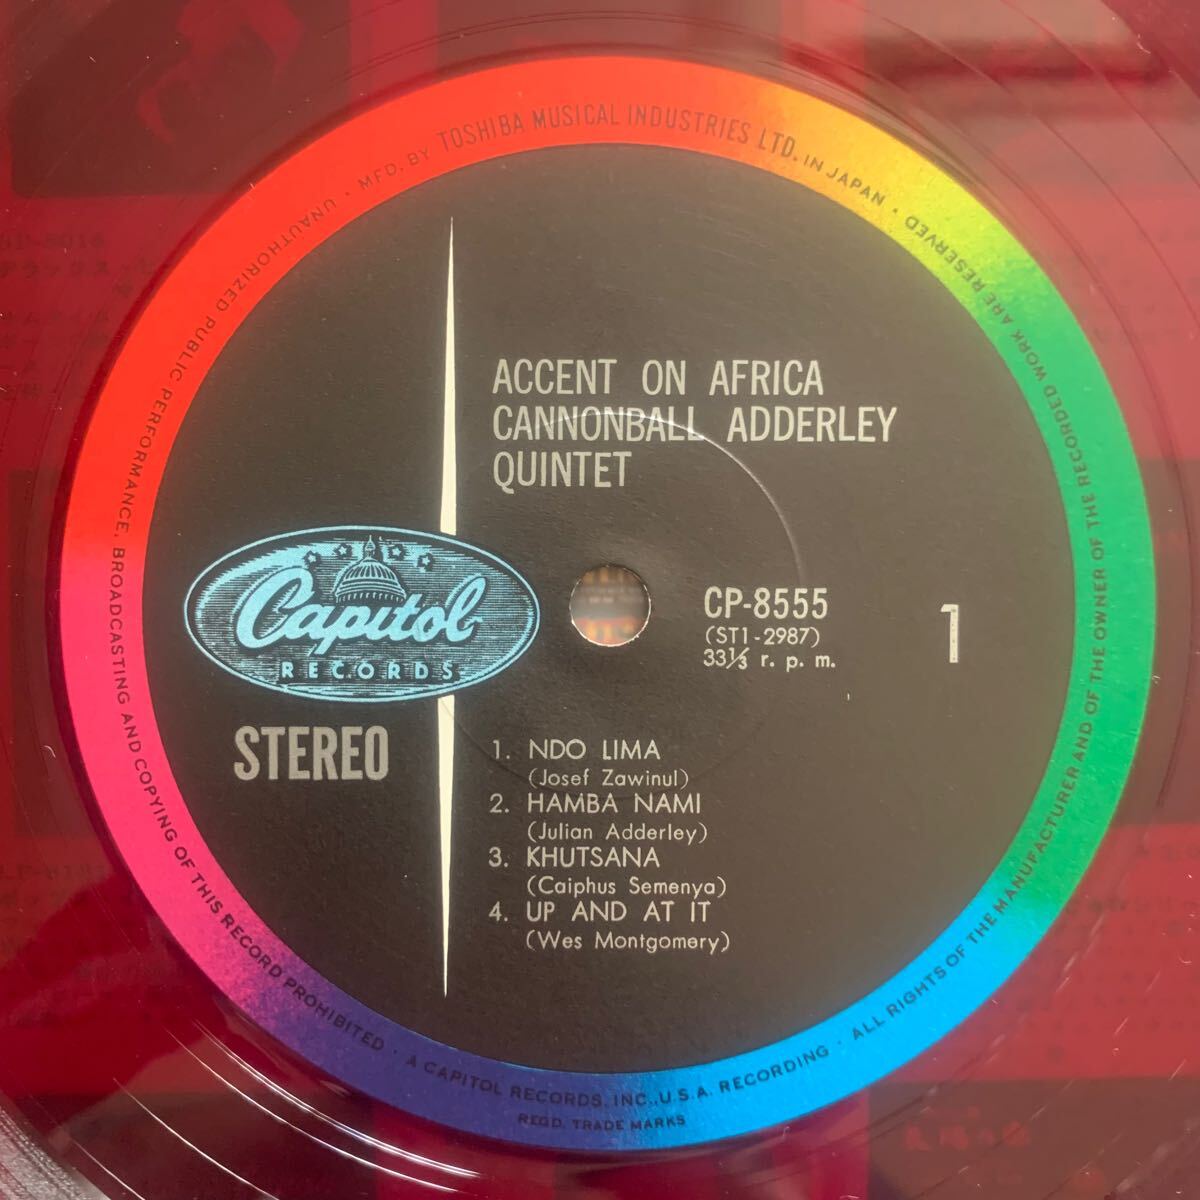 MFD. BY TOSHIBA MUSICAL INDUSTRIES LTD. IN JAPAN ·
ALL RIGHTS OF THE MANUFACTURER AND OF THE OWNER OF THE RECORDED WORK ARE RESERVED ·
UNAUTHORIZED PUBLIC PERFORMANCE, BROADCASTING AND COPYING OF THIS RECORD PROHIBITED ·
A CAPITOL RECORDS, INC., U.S.A. RECORDING ·
REGD. TRADE MARKS
ACCENT ON AFRICA
CANNONBALL ADDERLEY
QUINTET
Capitol
RECORDS
STEREO
CP-8555
(ST1-2987)
33⅓ r. p. m.
1
1. NDO LIMA
(Josef Zawinul)
2. HAMBA NAMI
(Julian Adderley)
3. KHUTSANA
(Caiphus Semenya)
4. UP AND AT IT
(Wes Montgomery)